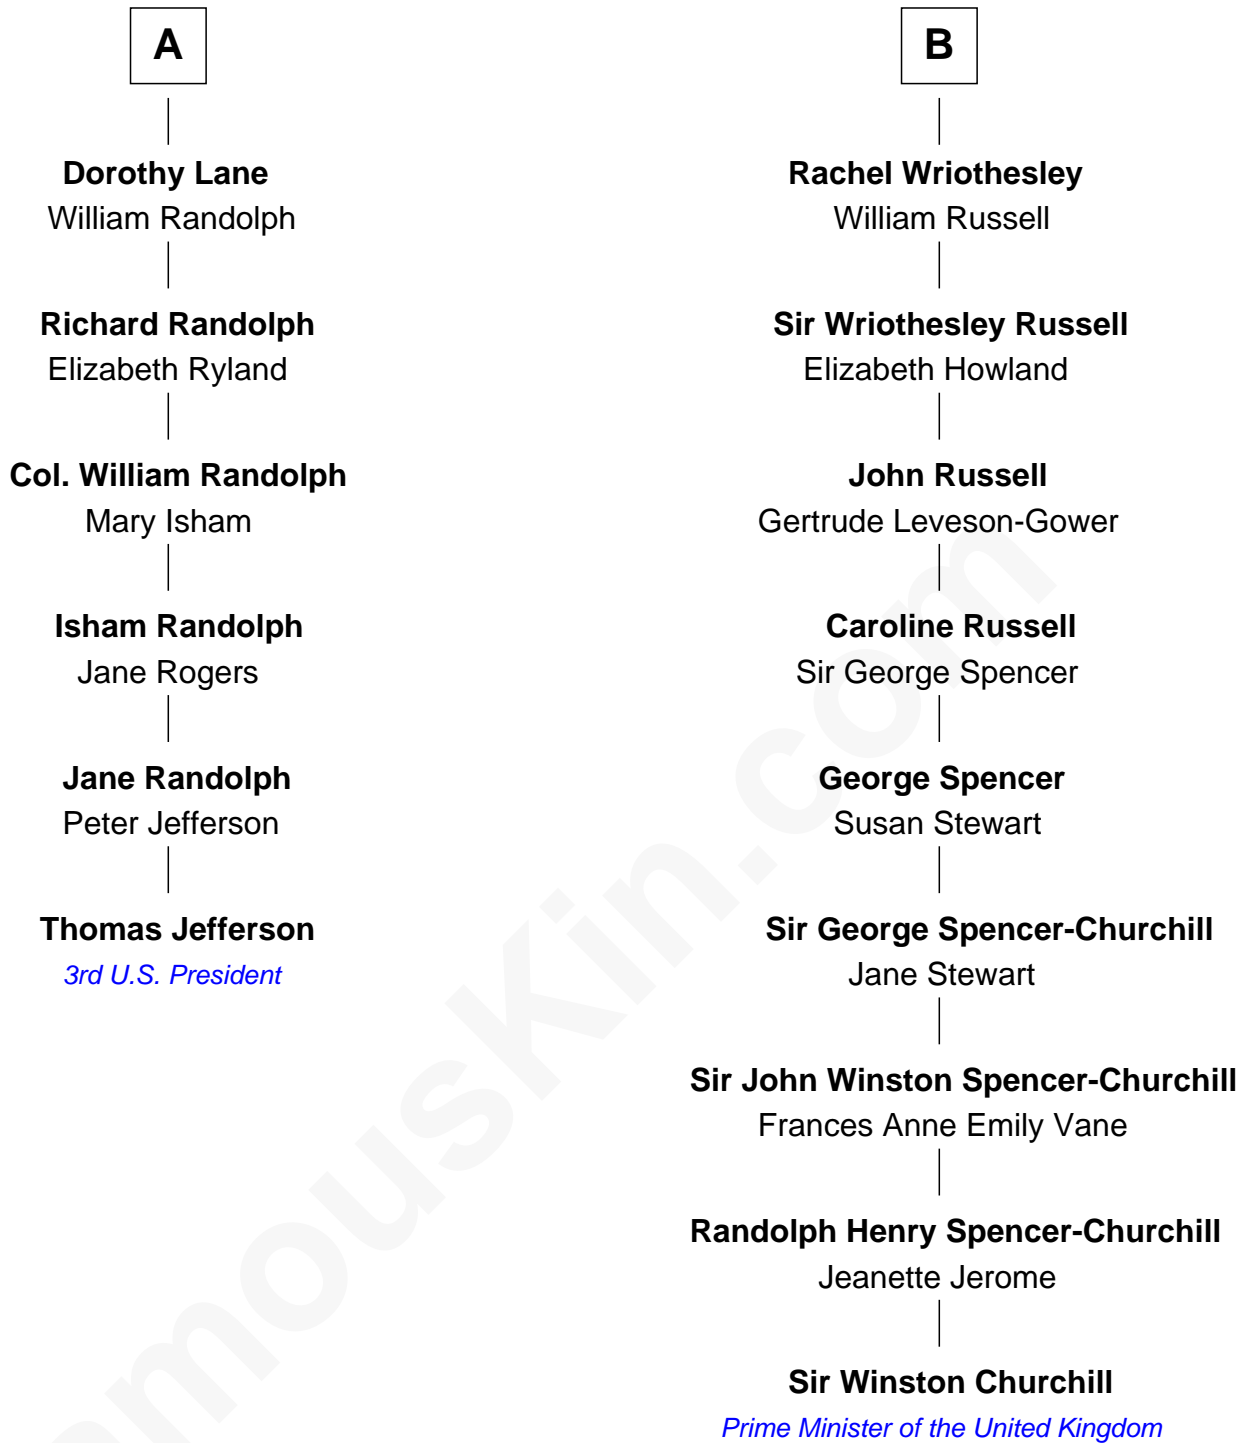 A
Dorothy Lane
William Randolph
Richard Randolph
Elizabeth Ryland
Col. William Randolph
Mary Isham
Isham Randolph
Jane Rogers
Jane Randolph
Peter Jefferson
Thomas Jefferson
3rd U.S. President
B
Rachel Wriothesley
William Russell
Sir Wriothesley Russell
Elizabeth Howland
John Russell
Gertrude Leveson-Gower
Caroline Russell
Sir George Spencer
George Spencer
Susan Stewart
Sir George Spencer-Churchill
Jane Stewart
Sir John Winston Spencer-Churchill
Frances Anne Emily Vane
Randolph Henry Spencer-Churchill
Jeanette Jerome
Sir Winston Churchill
Prime Minister of the United Kingdom
amouskin.com